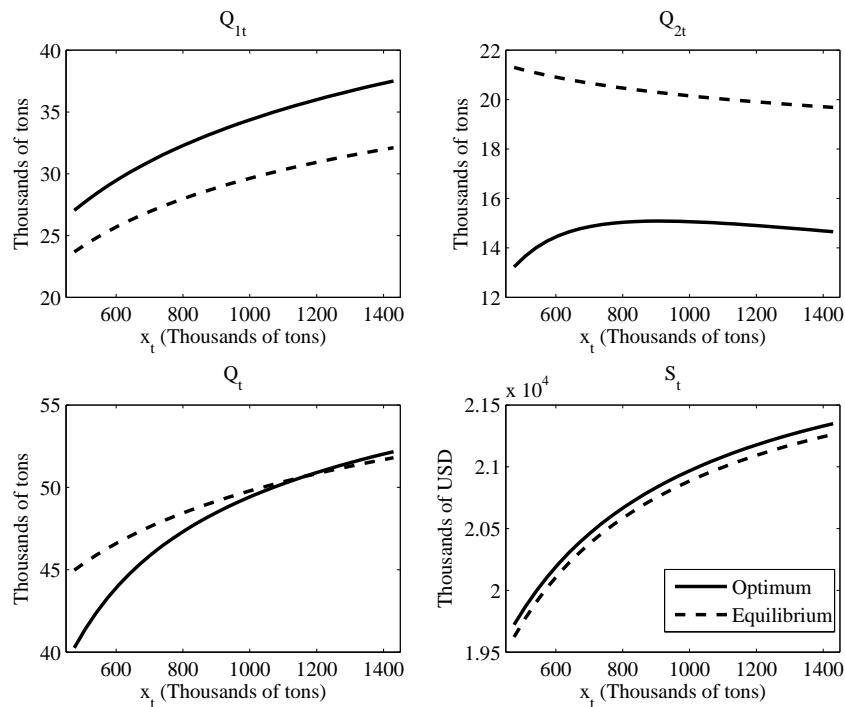 Q1t
40
35
30
25
20
Thousands of tons
600 800 1000 1200 1400
xt (Thousands of tons)
Q2t
22
20
18
16
14
12
Thousands of tons
600 800 1000 1200 1400
xt (Thousands of tons)
Qt
55
50
45
40
Thousands of tons
600 800 1000 1200 1400
xt (Thousands of tons)
St
x 10^4
2.15
2.1
2.05
2
1.95
Thousands of USD
Optimum
Equilibrium
600 800 1000 1200 1400
xt (Thousands of tons)